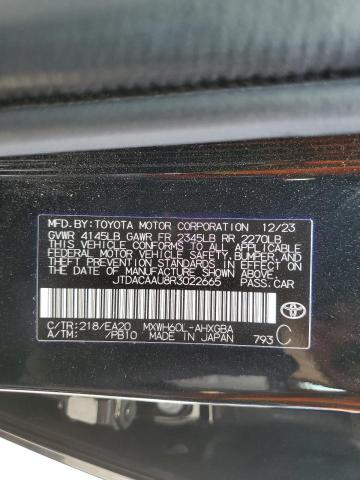 MFD.BY:TOYOTA MOTOR CORPORATION 12/23
GVWR 4145LB GAWR FR 2345LB RR 2270LB
THIS VEHICLE CONFORMS TO ALL APPLICABLE
FEDERAL MOTOR VEHICLE SAFETY, BUMPER, AND
THEFT PREVENTION STANDARDS IN EFFECT ON
THE DATE OF MANUFACTURE SHOWN ABOVE.
JTDACAAU8R3022665 PASS.CAR
C/TR:218/EA20 MXWH60L-AHXGBA
A/TM: /PB10 MADE IN JAPAN 793 C